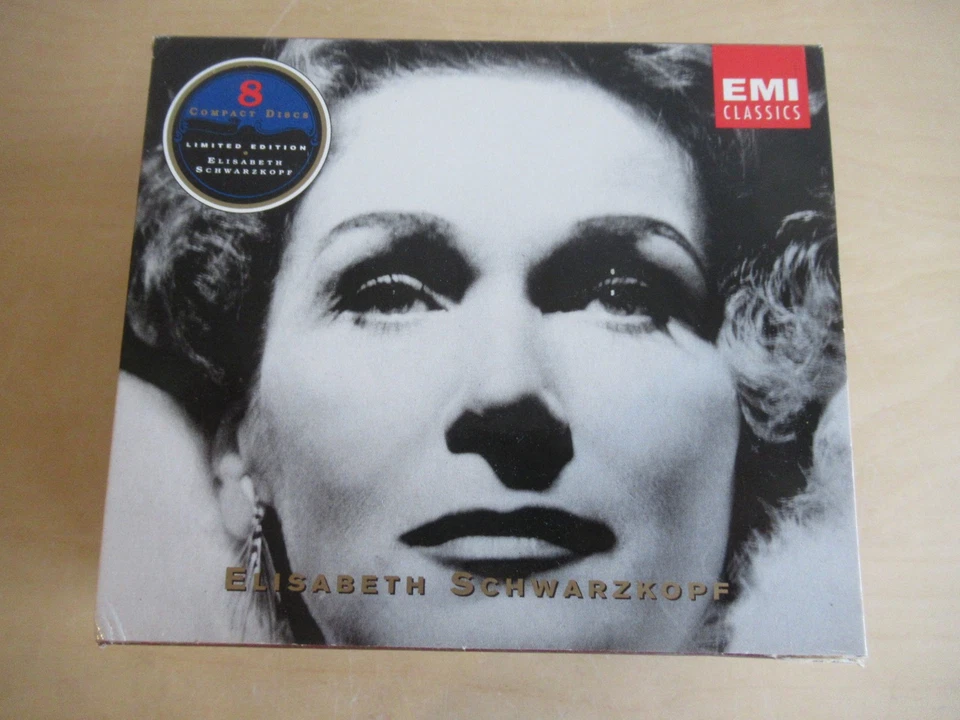 8
COMPACT DISCS
LIMITED EDITION
ELISABETH
SCHWARZKOPF
EMI
CLASSICS
ELISABETH SCHWARZKOPF